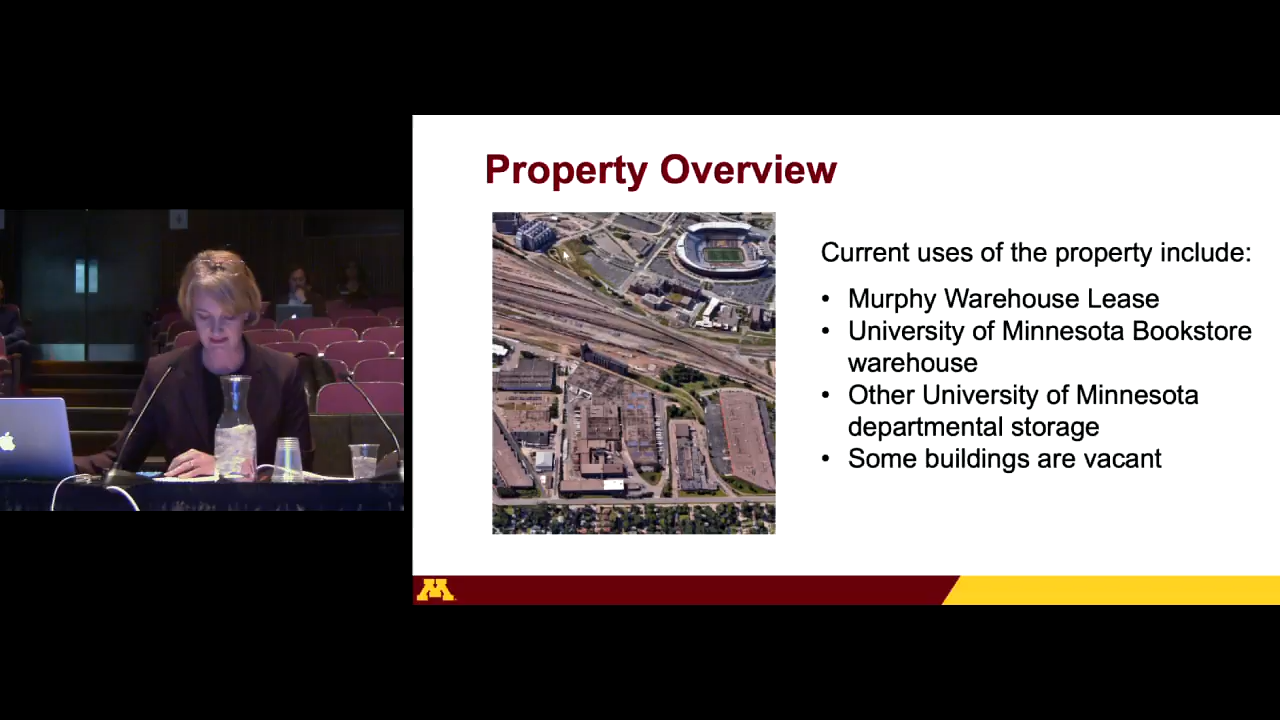 Property Overview
Current uses of the property include:
• Murphy Warehouse Lease
• University of Minnesota Bookstore
warehouse
• Other University of Minnesota
departmental storage
• Some buildings are vacant
M